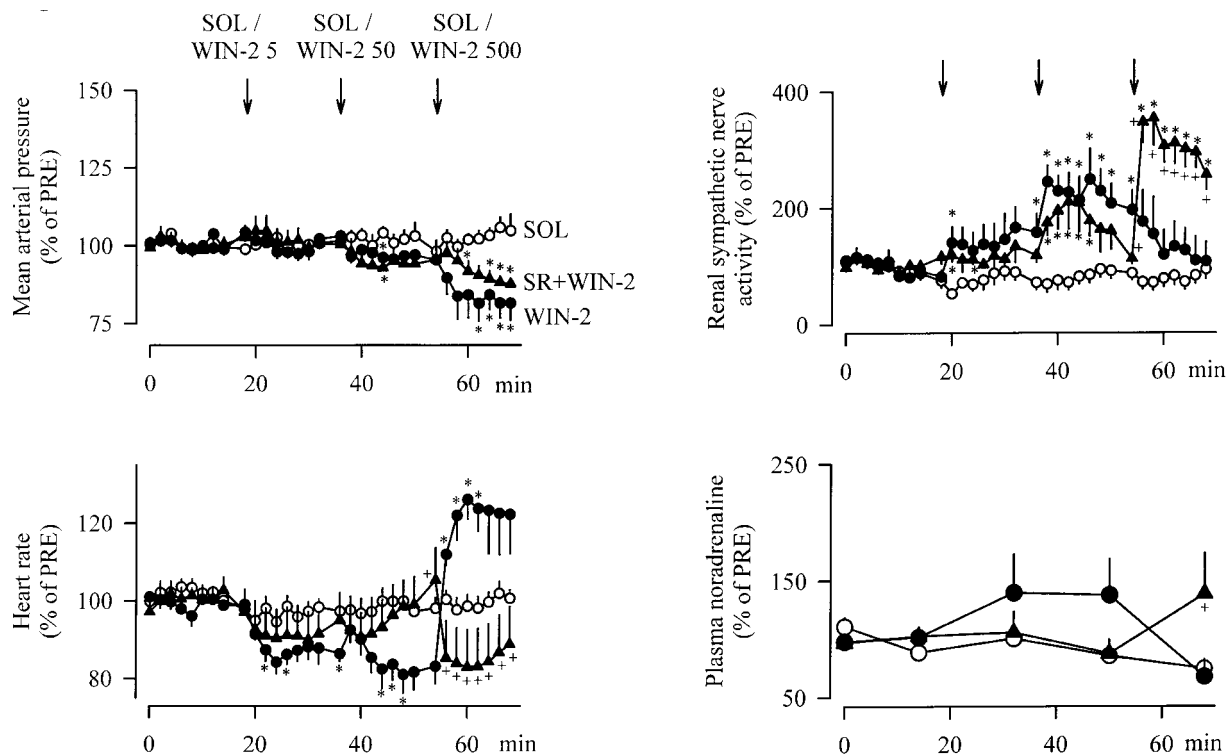 SOL / SOL / SOL /
WIN-2 5 WIN-2 50 WIN-2 500
Mean arterial pressure
(% of PRE)
150
125
100
75
SOL
SR+WIN-2
WIN-2
0 20 40 60 min
Renal sympathetic nerve
activity (% of PRE)
400
200
0
0 20 40 60 min
Heart rate
(% of PRE)
120
100
80
0 20 40 60 min
Plasma noradrenaline
(% of PRE)
250
150
50
0 20 40 60 min